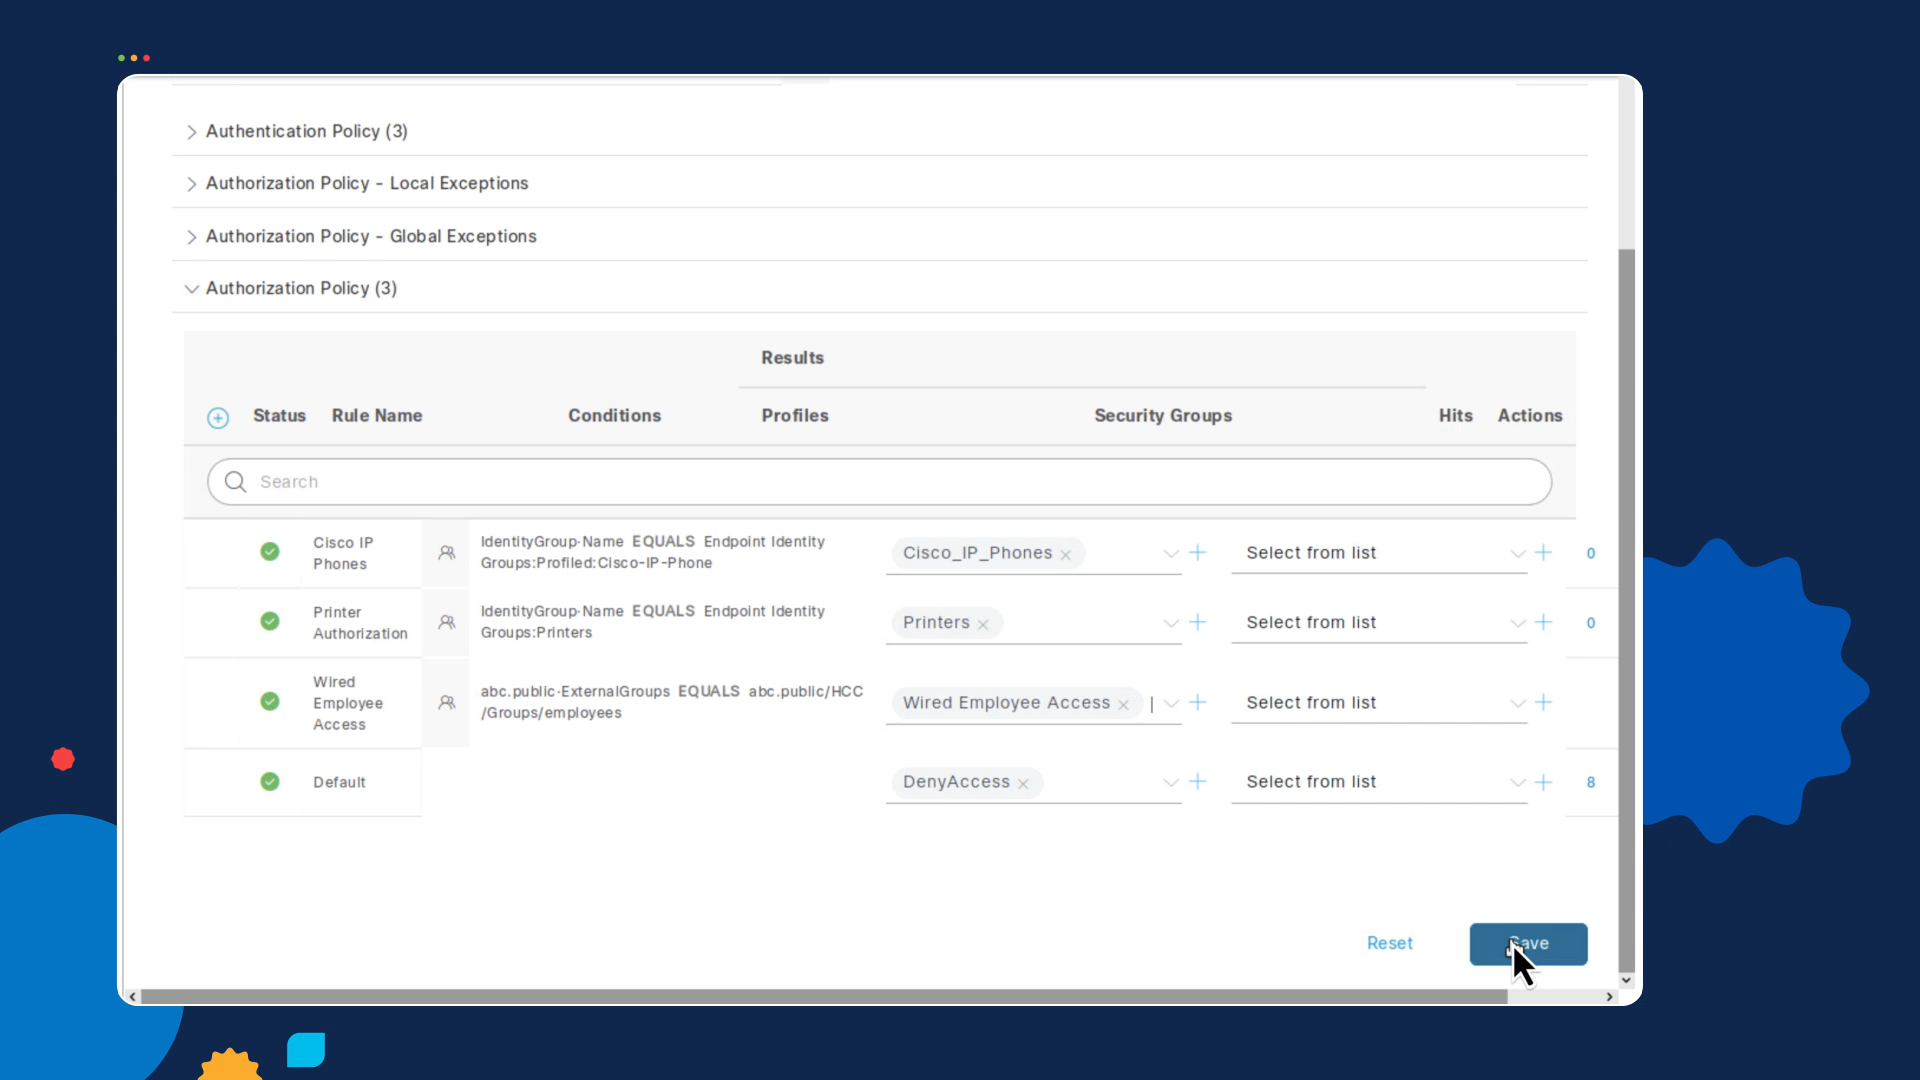 Authentication Policy (3)
Authorization Policy - Local Exceptions
Authorization Policy - Global Exceptions
Authorization Policy (3)
Results
Status Rule Name Conditions Profiles Security Groups Hits Actions
Search
Cisco IP
Phones
IdentityGroup·Name EQUALS Endpoint Identity
Groups:Profiled:Cisco-IP-Phone
Cisco_IP_Phones
Select from list
0
Printer
Authorization
IdentityGroup·Name EQUALS Endpoint Identity
Groups:Printers
Printers
Select from list
0
Wired
Employee
Access
abc.public·ExternalGroups EQUALS abc.public/HCC
/Groups/employees
Wired Employee Access
Select from list
Default
DenyAccess
Select from list
8
Reset
Save